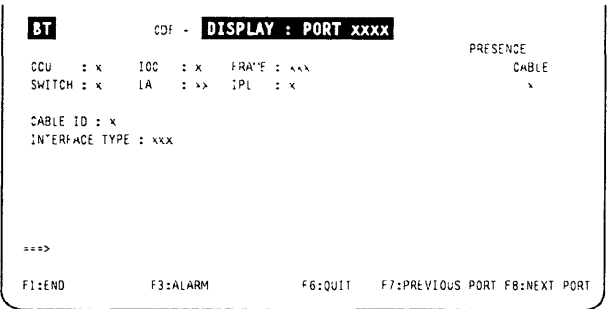 BT CDF - DISPLAY : PORT xxxx
PRESENCE
CCU : x IOC : x FRAME : xxx CABLE
SWITCH : x LA : xx IPL : x x
CABLE ID : x
INTERFACE TYPE : xxx
===>
F1:END F3:ALARM F6:QUIT F7:PREVIOUS PORT F8:NEXT PORT